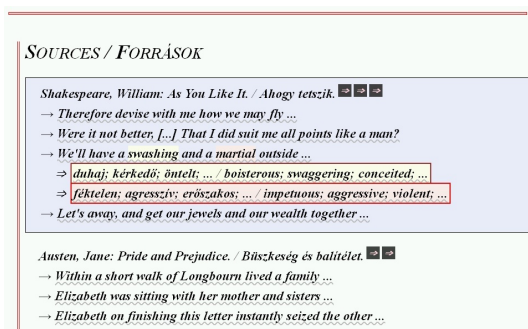 SOURCES / FORRÁSOK
Shakespeare, William: As You Like It. / Ahogy tetszik. ⇒ ⇒ ⇒
→ Therefore devise with me how we may fly ...
→ Were it not better, [...] That I did suit me all points like a man?
→ We'll have a swashing and a martial outside ...
⇒ duhaj; kérkedő; öntelt; ... / boisterous; swaggering; conceited; ...
⇒ féktelen; agresszív; erőszakos; ... / impetuous; aggressive; violent; ...
→ Let's away, and get our jewels and our wealth together ...
Austen, Jane: Pride and Prejudice. / Büszkeség és balítélet. ⇒ ⇒
→ Within a short walk of Longbourn lived a family ...
→ Elizabeth was sitting with her mother and sisters ...
→ Elizabeth on finishing this letter instantly seized the other ...